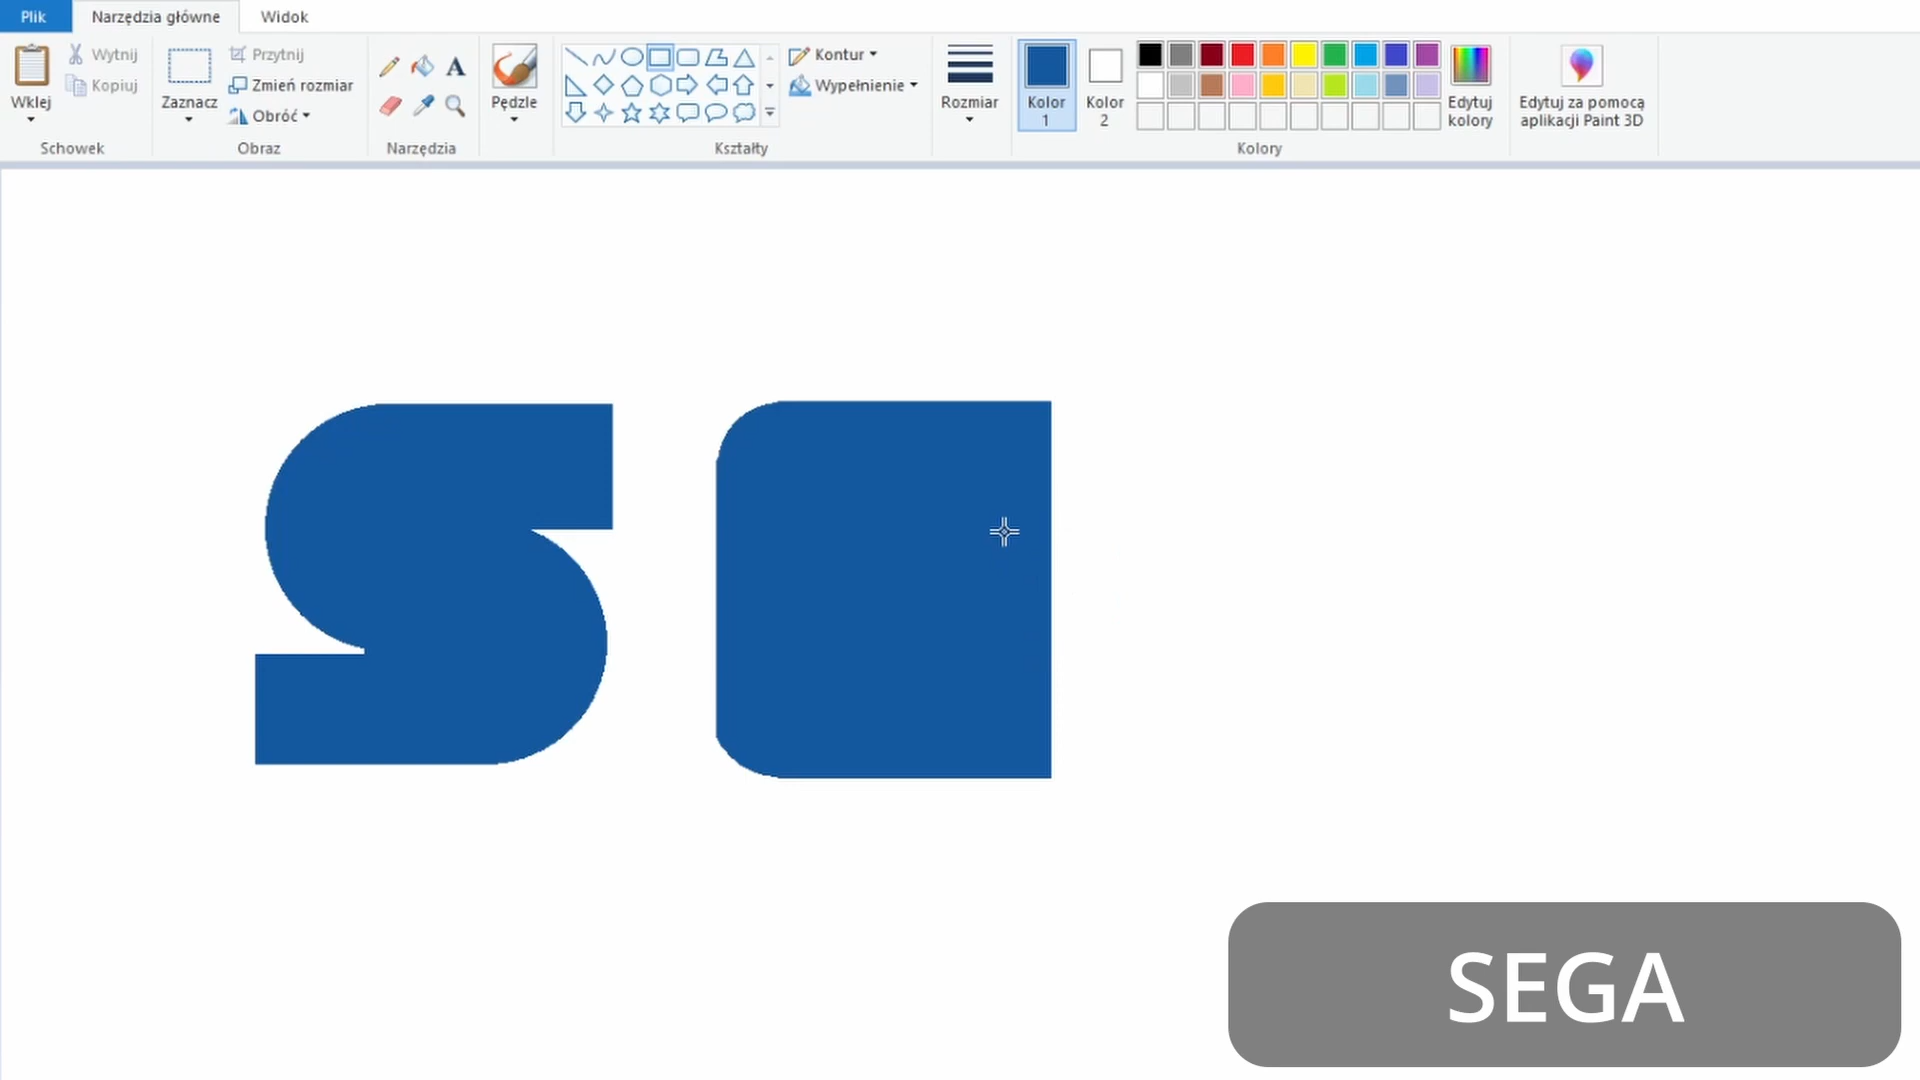 Plik Narzędzia główne Widok
Wklej
Wytnij
Kopiuj
Schowek
Zaznacz
Przytnij
Zmień rozmiar
Obróć
Obraz
A
Narzędzia
Pędzle
Kontur
Wypełnienie
Kształty
Rozmiar
Kolor
1
Kolor
2
Edytuj
kolory
Kolory
Edytuj za pomocą
aplikacji Paint 3D
S
SEGA